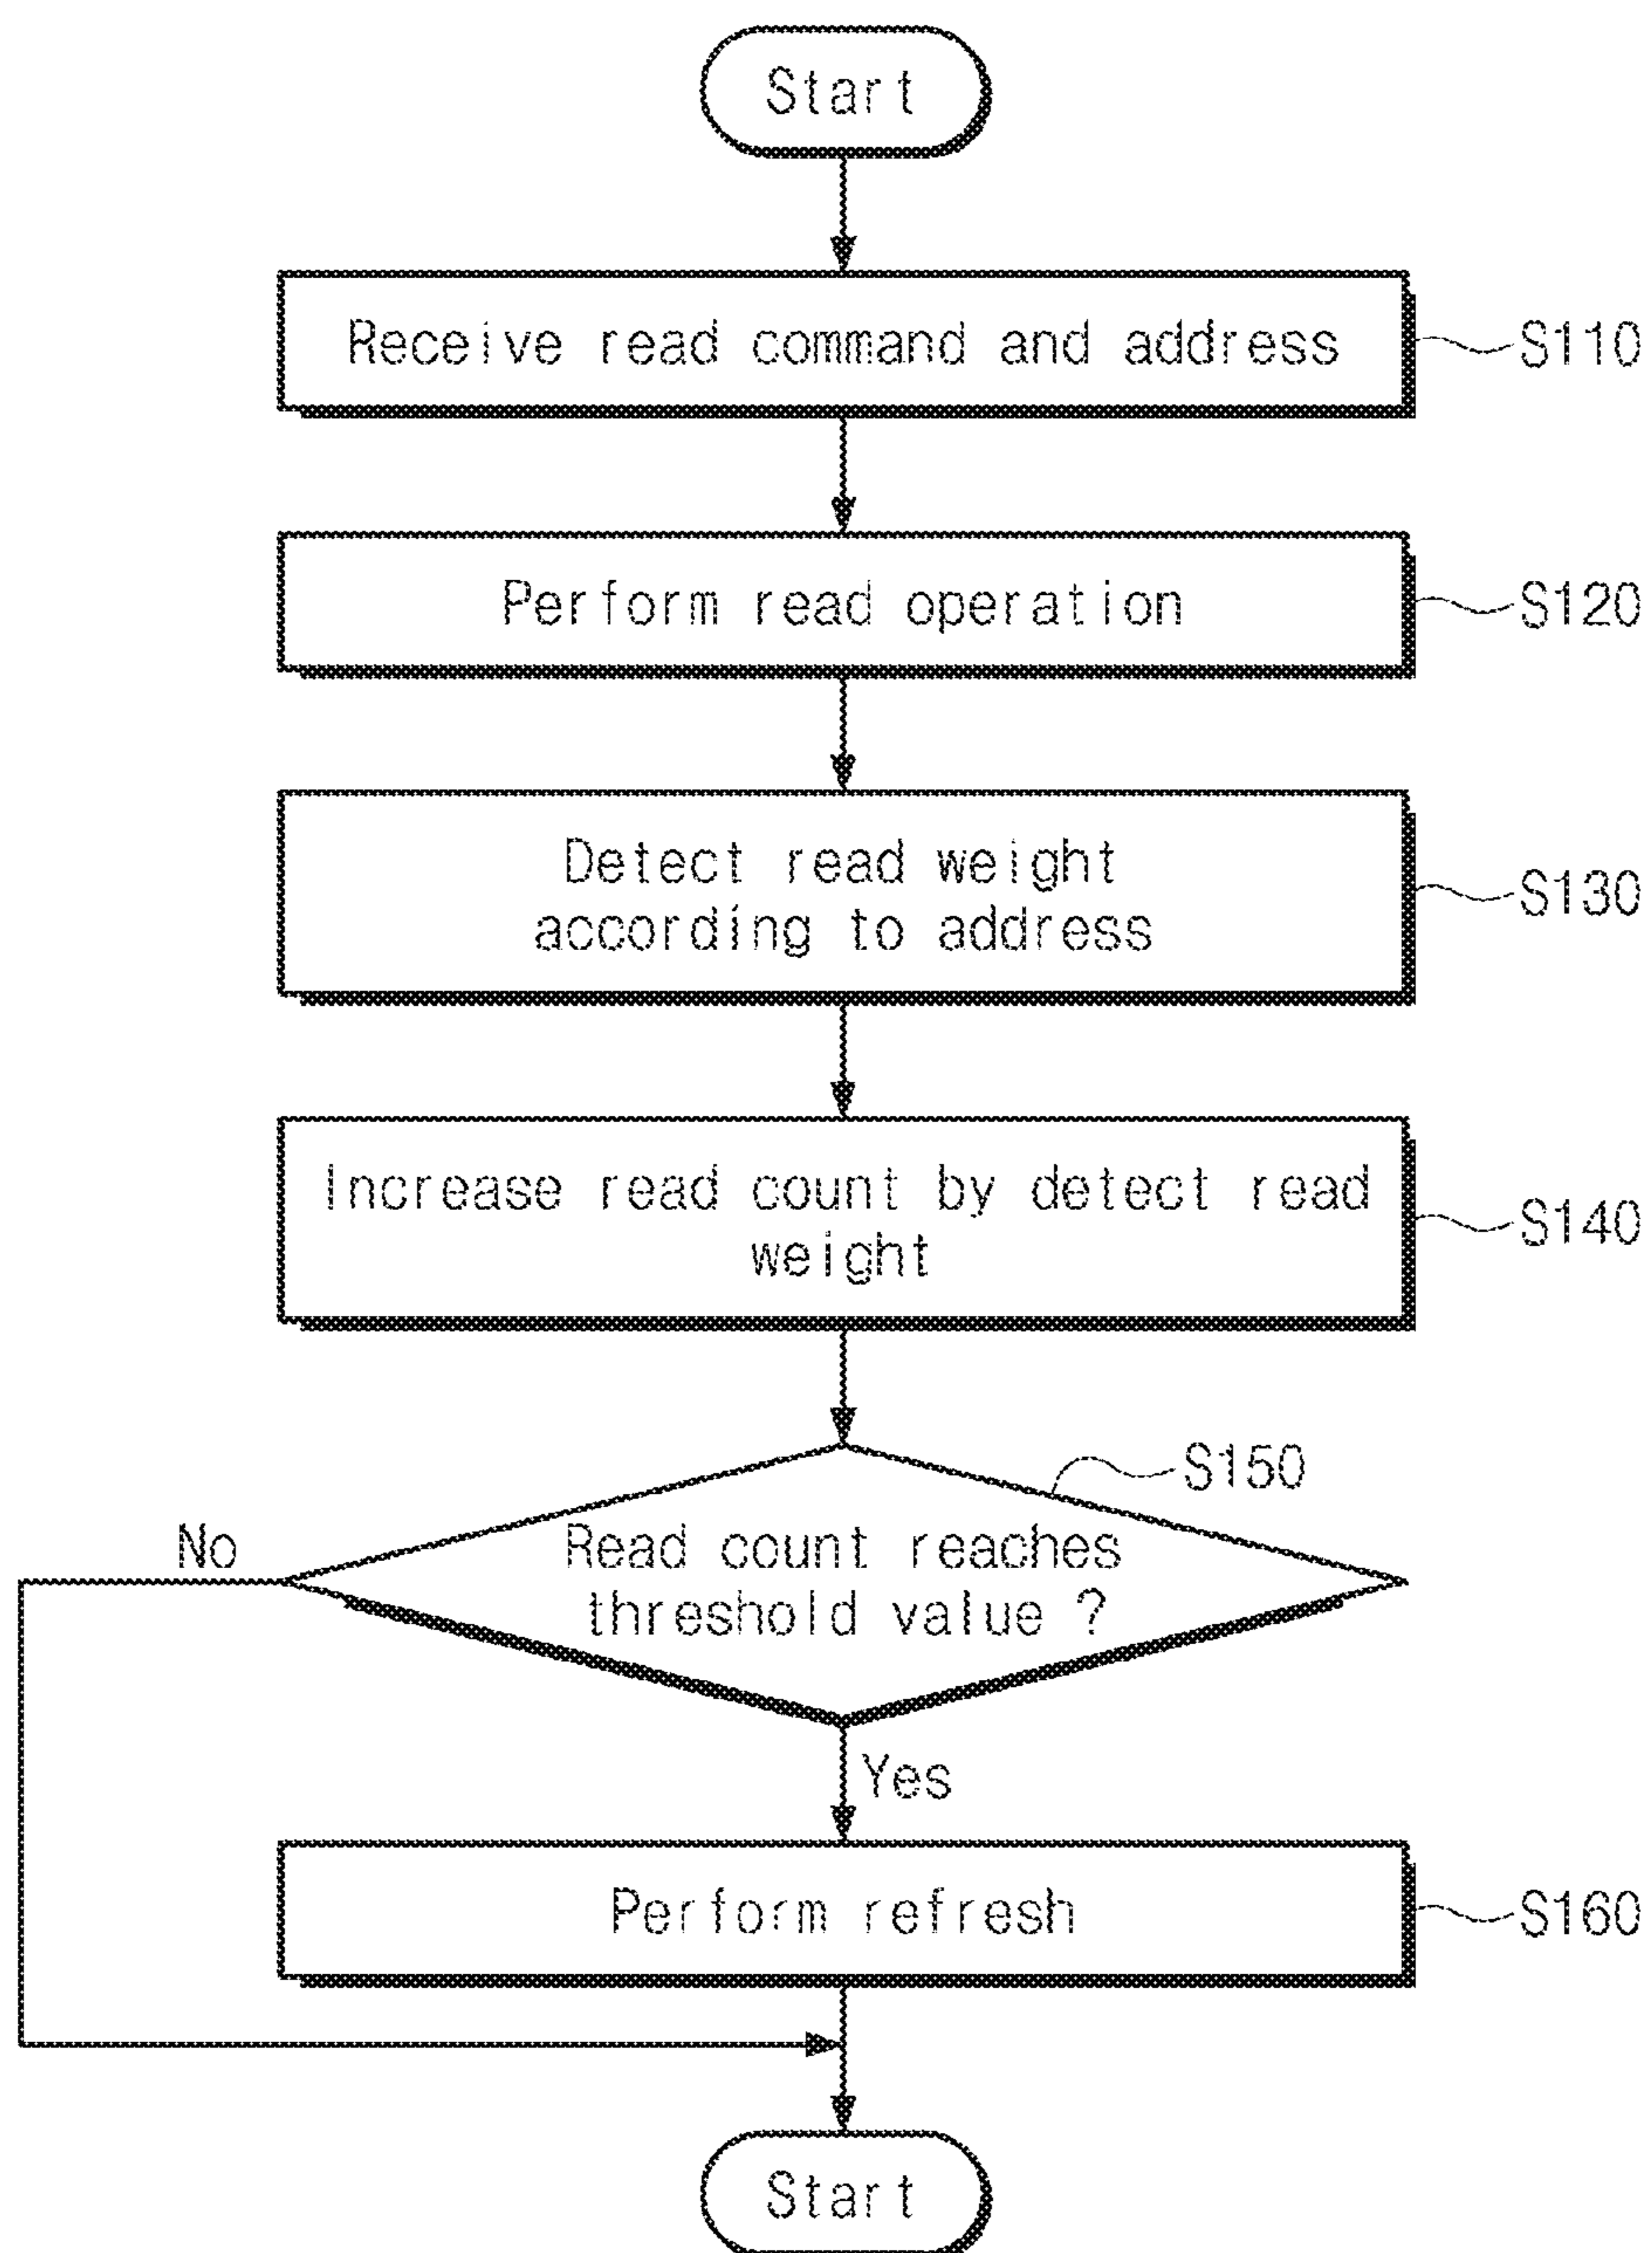 Start
Receive read command and address
S110
Perform read operation
S120
Detect read weight
according to address
S130
Increase read count by detect read
weight
S140
S150
No
Read count reaches
threshold value ?
Yes
Perform refresh
S160
Start